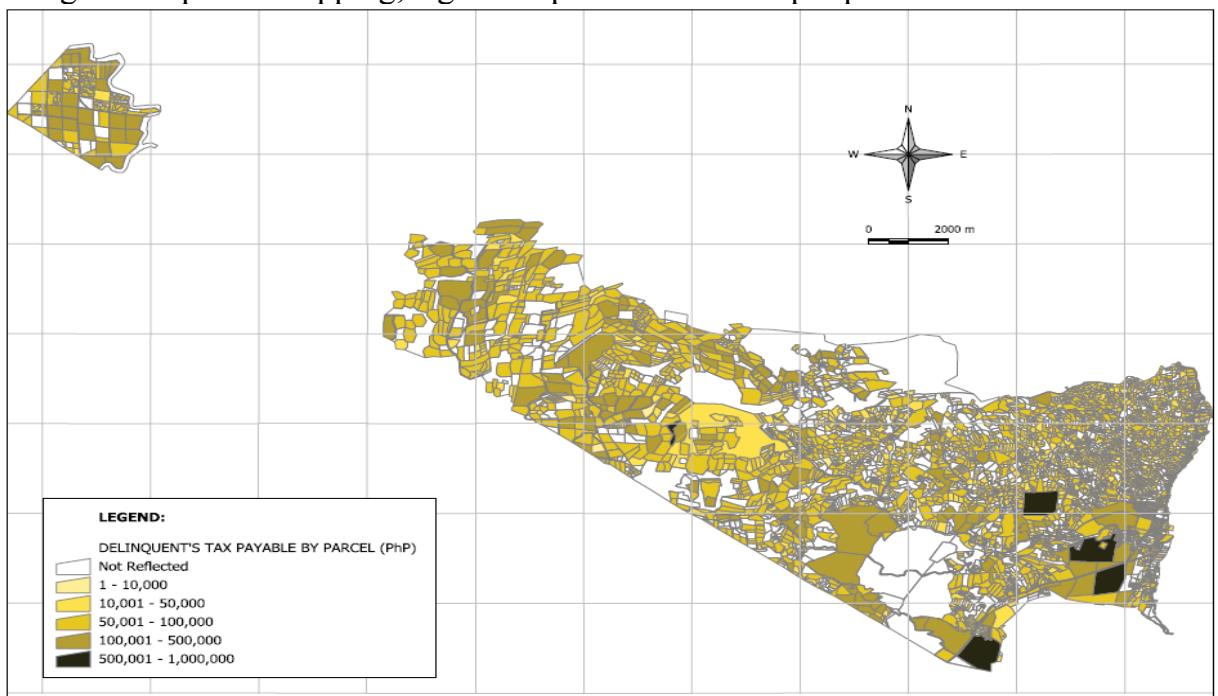 N
W E
S
0 2000 m
LEGEND:
DELINQUENT'S TAX PAYABLE BY PARCEL (PhP)
Not Reflected
1 - 10,000
10,001 - 50,000
50,001 - 100,000
100,001 - 500,000
500,001 - 1,000,000